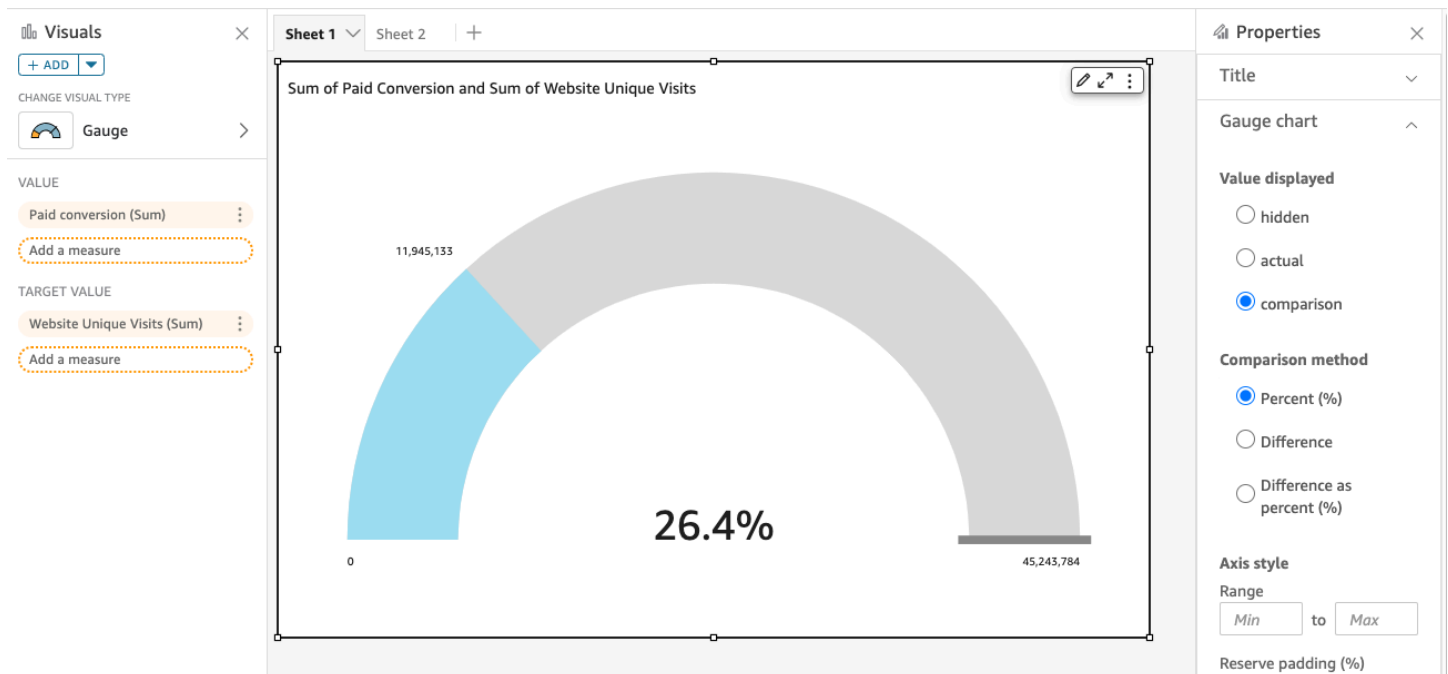 Visuals
+ ADD
CHANGE VISUAL TYPE
Gauge
VALUE
Paid conversion (Sum)
Add a measure
TARGET VALUE
Website Unique Visits (Sum)
Add a measure
Sheet 1
Sheet 2
Sum of Paid Conversion and Sum of Website Unique Visits
11,945,133
26.4%
0
45,243,784
Properties
Title
Gauge chart
Value displayed
hidden
actual
comparison
Comparison method
Percent (%)
Difference
Difference as
percent (%)
Axis style
Range
Min to Max
Reserve padding (%)